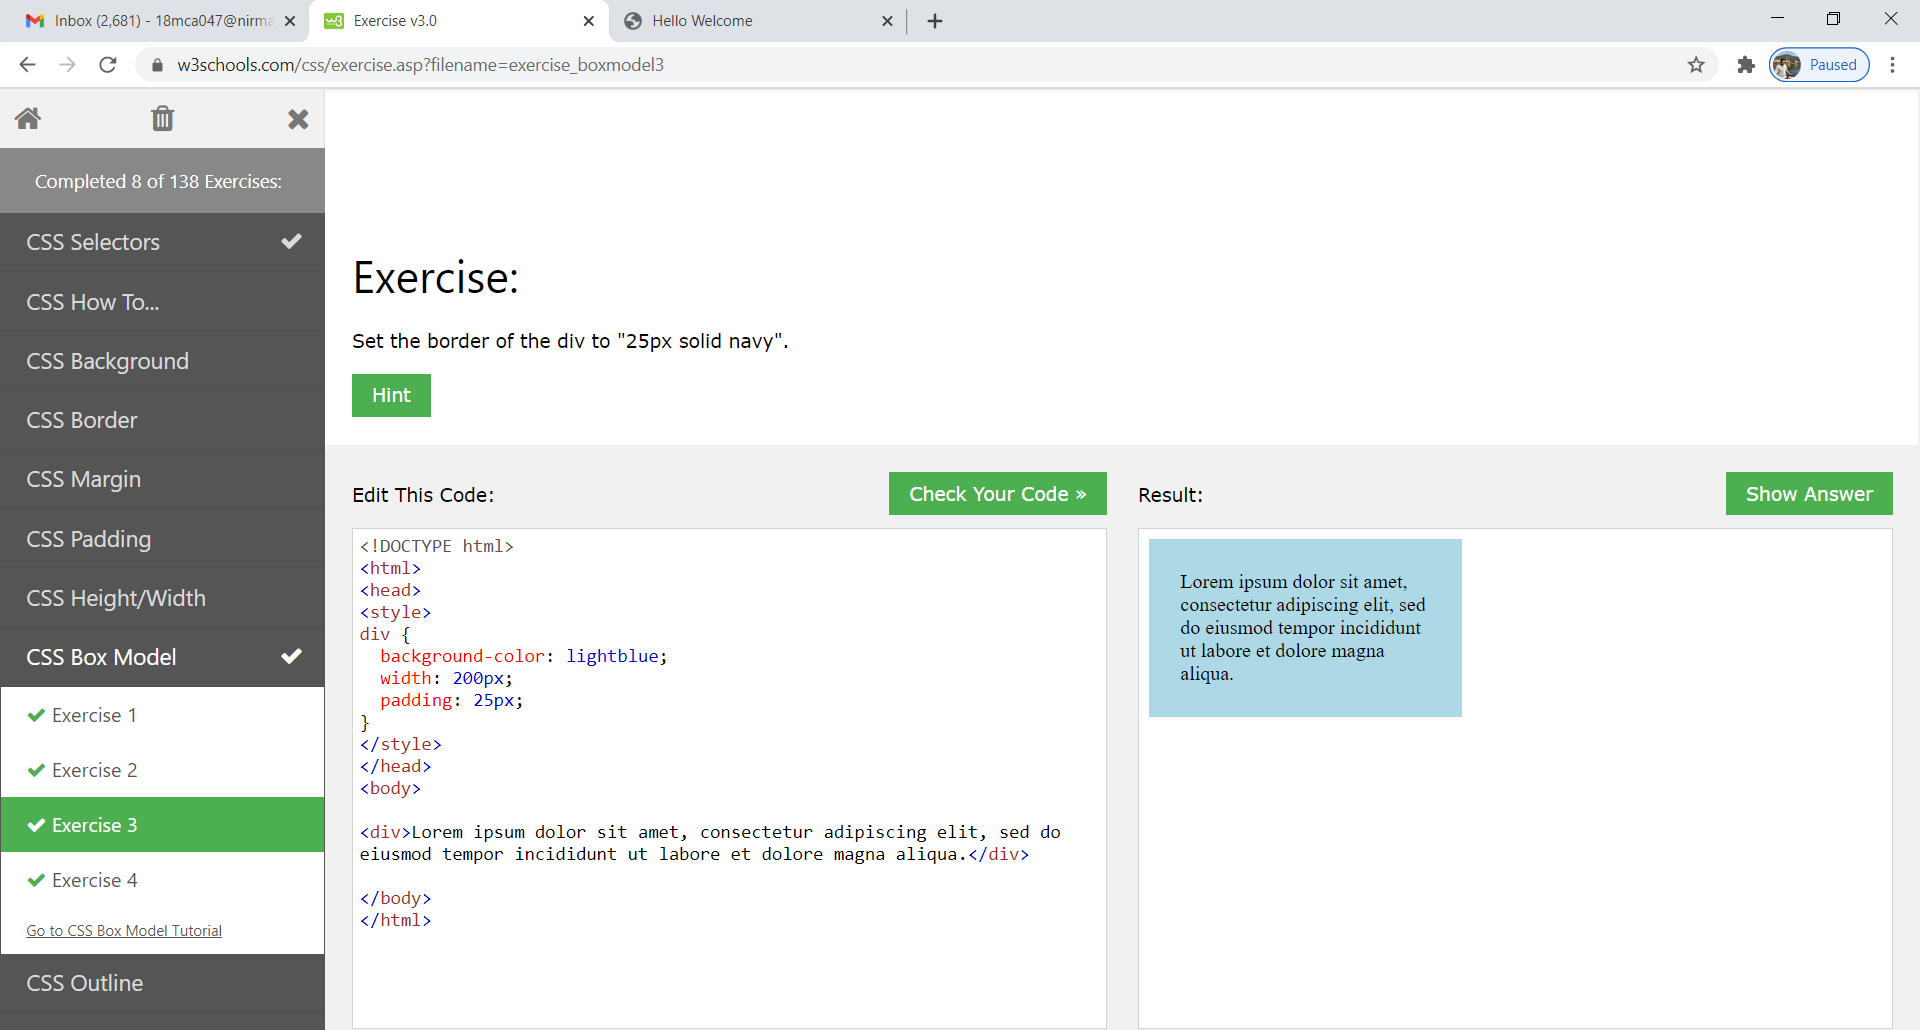 Inbox (2,681) - 18mca047@nirma
Exercise v3.0
Hello Welcome
w3schools.com/css/exercise.asp?filename=exercise_boxmodel3
Paused
Completed 8 of 138 Exercises:
CSS Selectors
CSS How To...
CSS Background
CSS Border
CSS Margin
CSS Padding
CSS Height/Width
CSS Box Model
Exercise 1
Exercise 2
Exercise 3
Exercise 4
Go to CSS Box Model Tutorial
CSS Outline
Exercise:
Set the border of the div to "25px solid navy".
Hint
Edit This Code:
Check Your Code »
<!DOCTYPE html>
<html>
<head>
<style>
div {
  background-color: lightblue;
  width: 200px;
  padding: 25px;
}
</style>
</head>
<body>

<div>Lorem ipsum dolor sit amet, consectetur adipiscing elit, sed do
eiusmod tempor incididunt ut labore et dolore magna aliqua.</div>

</body>
</html>
Result:
Show Answer
Lorem ipsum dolor sit amet,
consectetur adipiscing elit, sed
do eiusmod tempor incididunt
ut labore et dolore magna
aliqua.